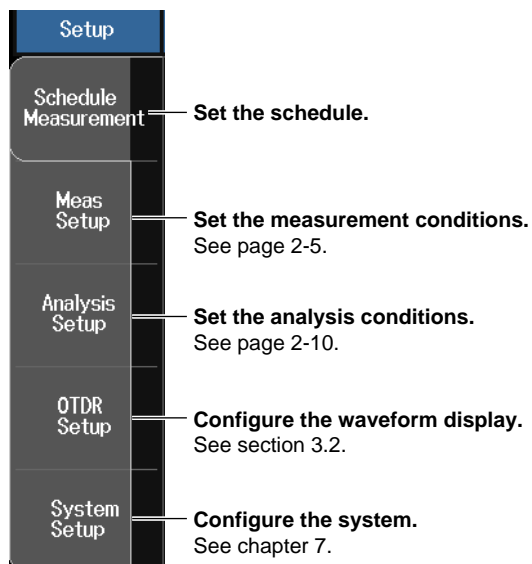 Setup
Schedule
Measurement
Set the schedule.
Meas
Setup
Set the measurement conditions.
See page 2-5.
Analysis
Setup
Set the analysis conditions.
See page 2-10.
OTDR
Setup
Configure the waveform display.
See section 3.2.
System
Setup
Configure the system.
See chapter 7.